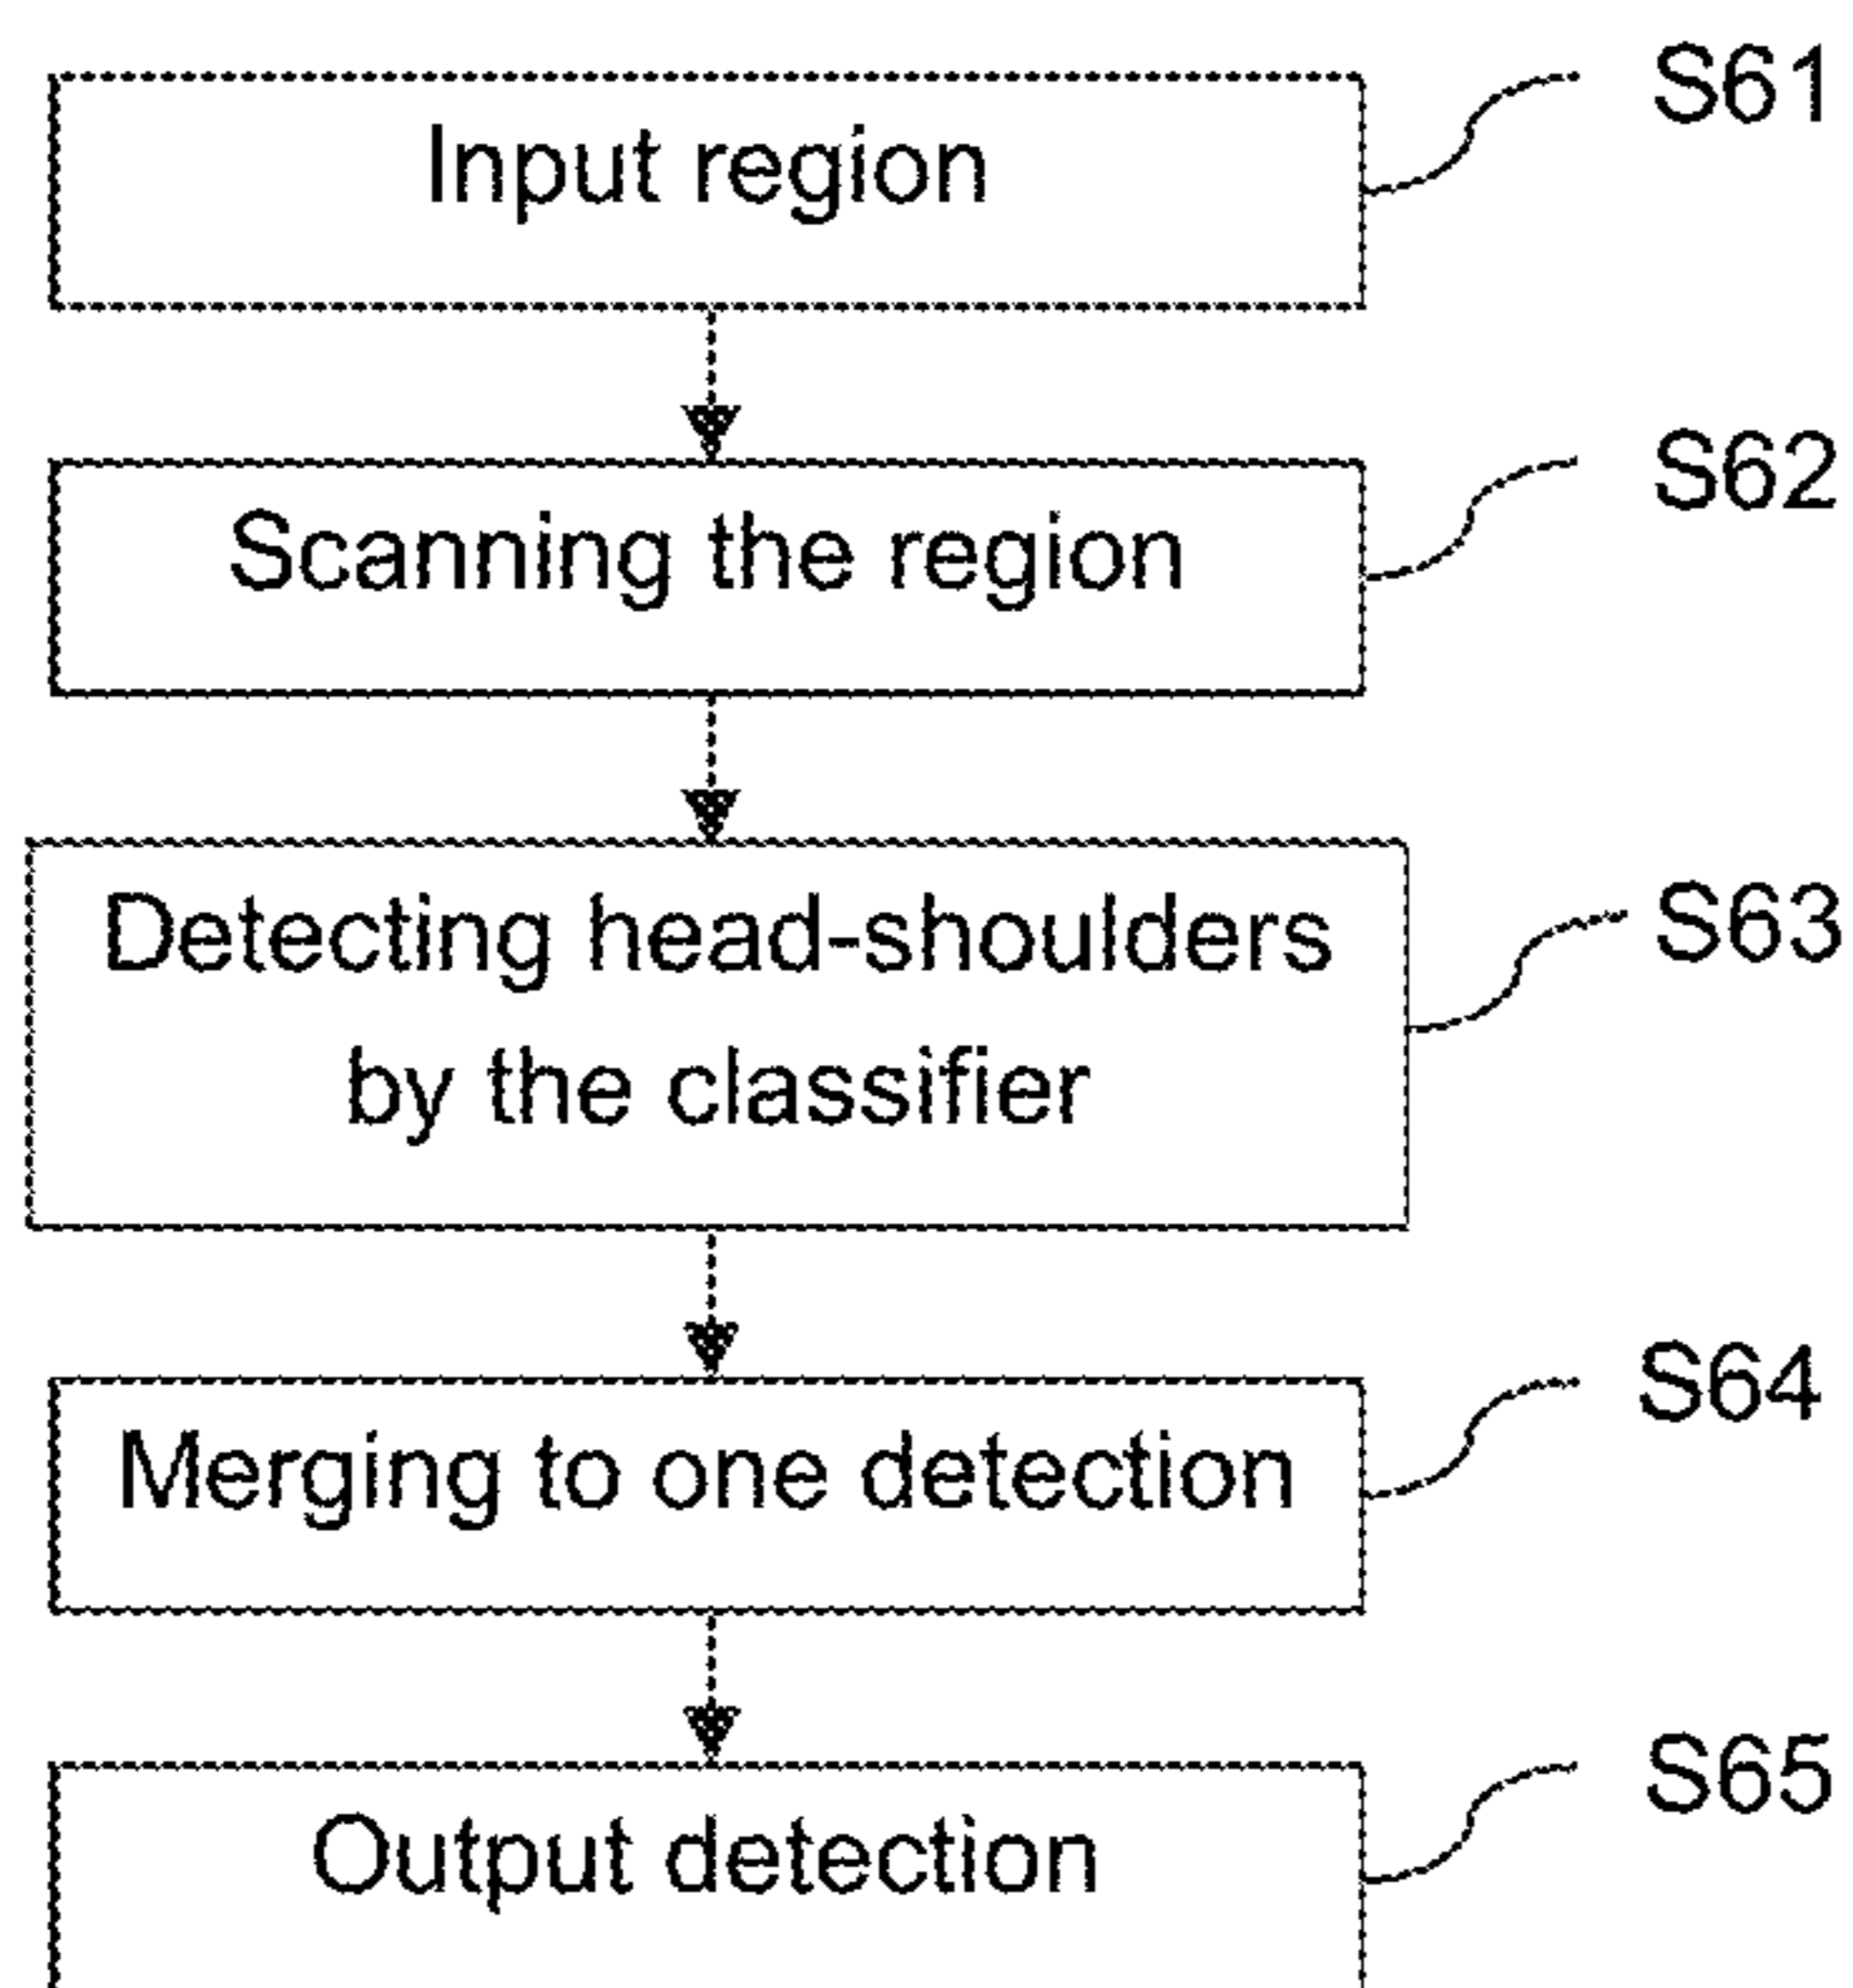 Input region
S61
Scanning the region
S62
Detecting head-shoulders
by the classifier
S63
Merging to one detection
S64
Output detection
S65